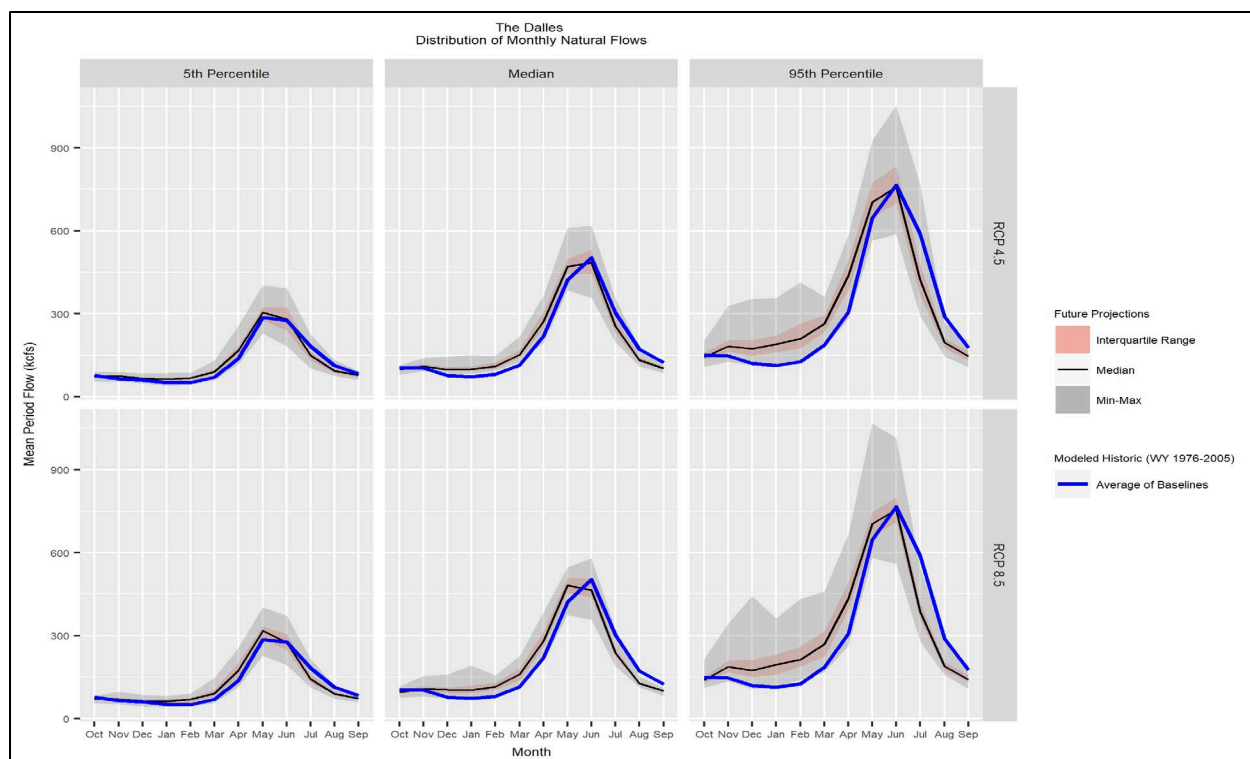 The Dalles
Distribution of Monthly Natural Flows
5th Percentile
Median
95th Percentile
Mean Period Flow (kcfs)
900
600
300
0
RCP 4.5
900
600
300
0
RCP 8.5
Oct Nov Dec Jan Feb Mar Apr May Jun Jul Aug Sep
Oct Nov Dec Jan Feb Mar Apr May Jun Jul Aug Sep
Oct Nov Dec Jan Feb Mar Apr May Jun Jul Aug Sep
Month
Future Projections
Interquartile Range
Median
Min-Max
Modeled Historic (WY 1976-2005)
Average of Baselines